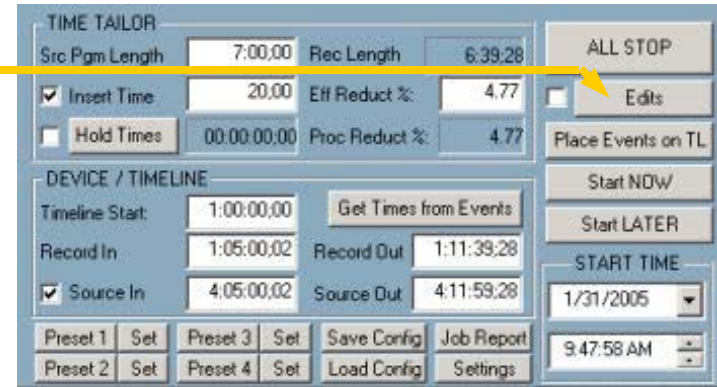 TIME TAILOR
Src Pgm Length 7:00;00 Rec Length 6:39:28
ALL STOP
Insert Time 20;00 Eff Reduct %: 4.77
Edits
Hold Times 00:00:00;00 Proc Reduct %: 4.77
Place Events on TL
DEVICE / TIMELINE
Start NOW
Timeline Start: 1:00:00;00 Get Times from Events
Start LATER
Record In 1:05:00;02 Record Out 1:11:39;28
START TIME
Source In 4:05:00;02 Source Out 4:11:59;28
1/31/2005
Preset 1 Set Preset 3 Set Save Config Job Report
9:47:58 AM
Preset 2 Set Preset 4 Set Load Config Settings